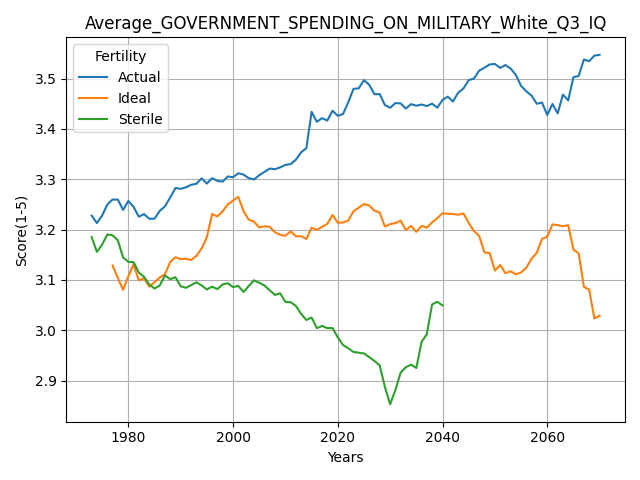 Average_GOVERNMENT_SPENDING_ON_MILITARY_White_Q3_IQ
Fertility
Actual
Ideal
Sterile
Score(1-5)
3.5
3.4
3.3
3.2
3.1
3.0
2.9
1980 2000 2020 2040 2060
Years